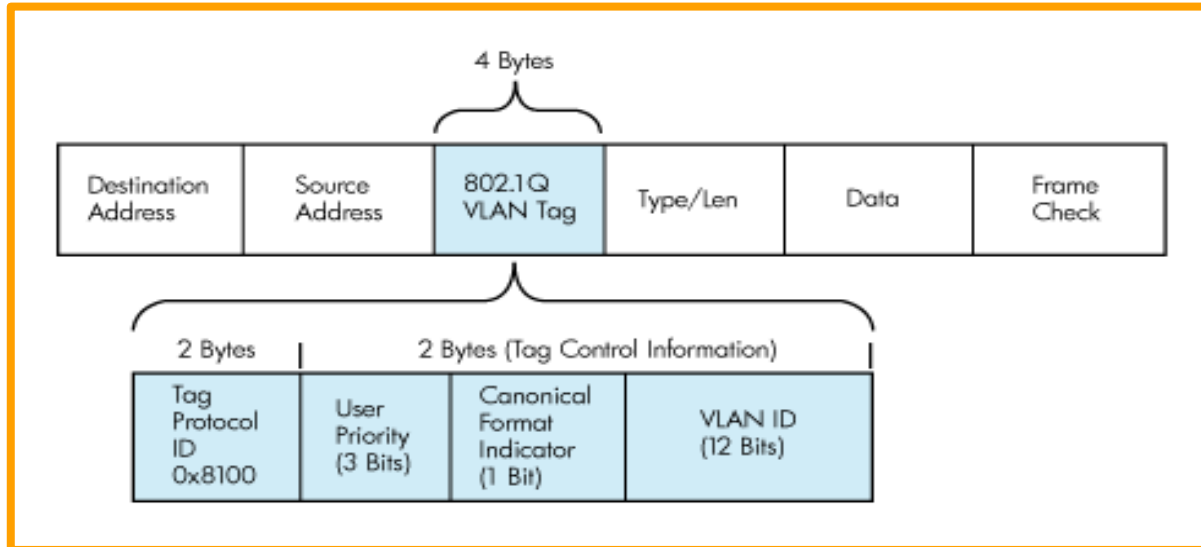 4 Bytes
Destination
Address
Source
Address
802.1Q
VLAN Tag
Type/Len
Data
Frame
Check
2 Bytes
2 Bytes (Tag Control Information)
Tag
Protocol
ID
0x8100
User
Priority
(3 Bits)
Canonical
Format
Indicator
(1 Bit)
VLAN ID
(12 Bits)